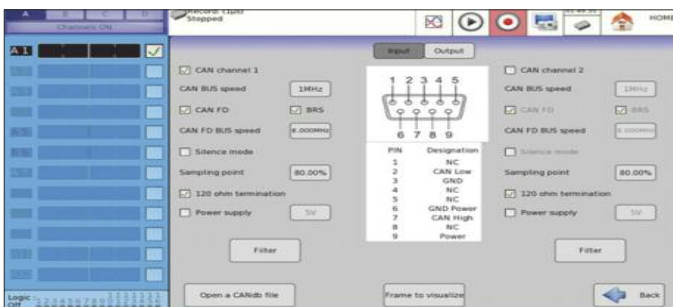 A B C D
Channels ON
Stopped
HOME
A 1
Input Output
CAN channel 1
CAN BUS speed 1MHz
CAN FD BRS
CAN FD BUS speed 8.000MHz
Silence mode
Sampling point 80.00%
120 ohm termination
Power supply 5V
Filter
1 2 3 4 5
6 7 8 9
PIN Designation
1 NC
2 CAN Low
3 GND
4 NC
5 NC
6 GND Power
7 CAN High
8 NC
9 Power
CAN channel 2
CAN BUS speed 1MHz
CAN FD BRS
CAN FD BUS speed 8.000MHz
Silence mode
Sampling point 80.00%
120 ohm termination
Power supply 5V
Filter
Logic :
Off
Open a CANdb file
Frame to visualize
Back